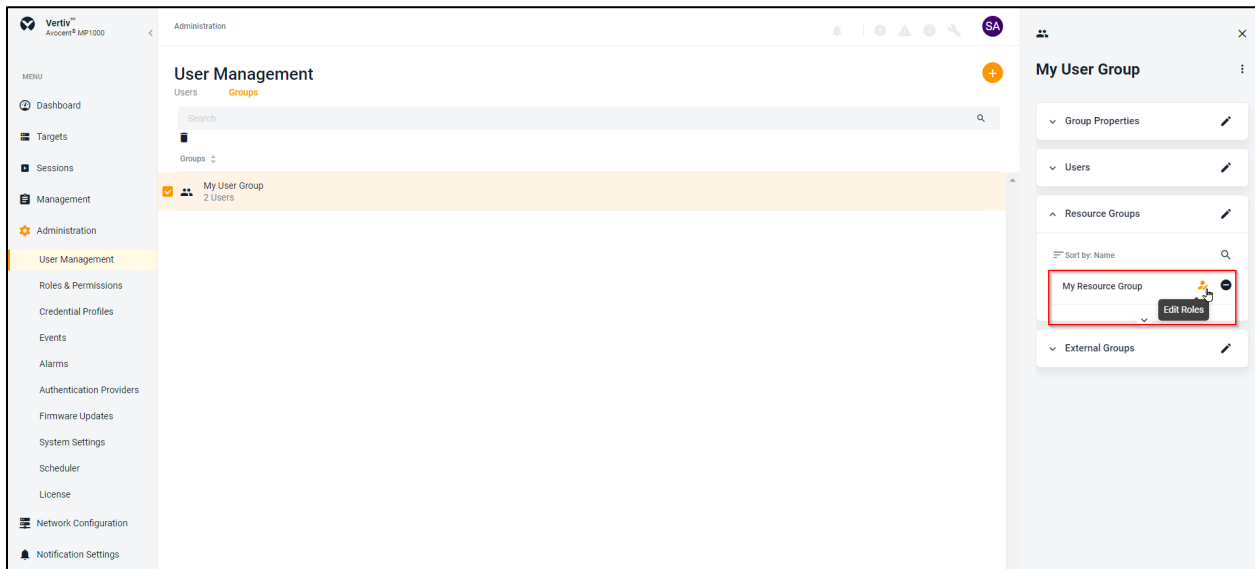 Vertiv™
Avocent® MP1000
MENU
Dashboard
Targets
Sessions
Management
Administration
User Management
Roles & Permissions
Credential Profiles
Events
Alarms
Authentication Providers
Firmware Updates
System Settings
Scheduler
License
Network Configuration
Notification Settings
Administration
SA
User Management
Users Groups
Search
Groups
My User Group
2 Users
My User Group
Group Properties
Users
Resource Groups
Sort by: Name
My Resource Group
Edit Roles
External Groups